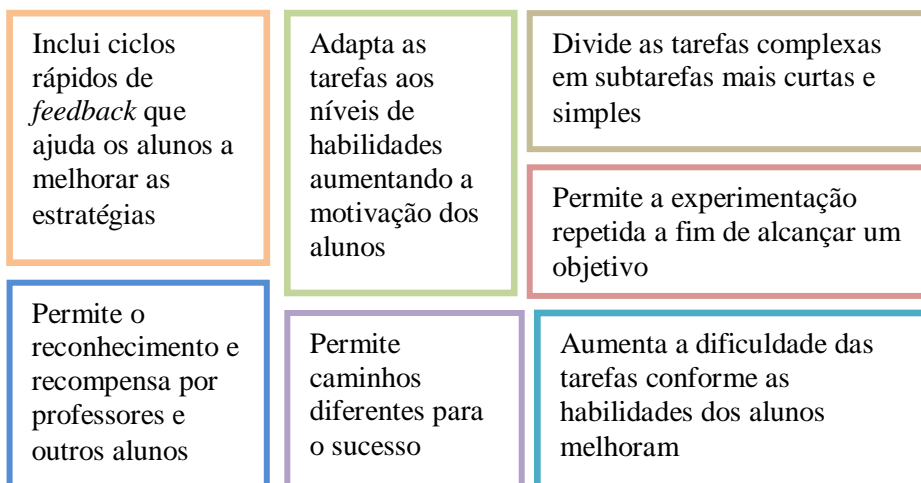 Inclui ciclos
rápidos de
feedback que
ajuda os alunos a
melhorar as
estratégias
Adapta as
tarefas aos
níveis de
habilidades
aumentando a
motivação dos
alunos
Divide as tarefas complexas
em subtarefas mais curtas e
simples
Permite a experimentação
repetida a fim de alcançar um
objetivo
Permite o
reconhecimento e
recompensa por
professores e
outros alunos
Permite
caminhos
diferentes para
o sucesso
Aumenta a dificuldade das
tarefas conforme as
habilidades dos alunos
melhoram